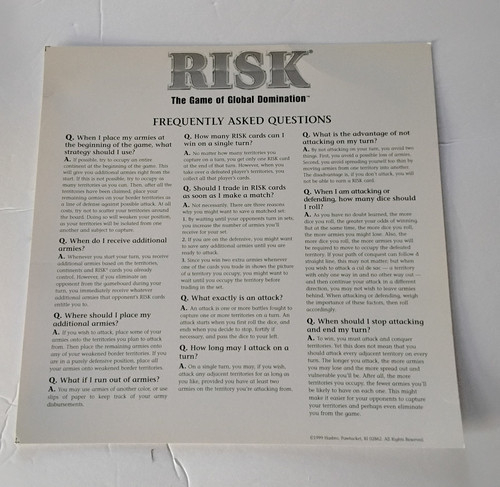 RISK®
The Game of Global Domination™
FREQUENTLY ASKED QUESTIONS
Q. When I place my armies at
the beginning of the game, what
strategy should I use?
A. If possible, try to occupy an entire
continent at the beginning of the game. This
will give you additional armies right from the
start. If this is not possible, try to occupy as
many territories as you can. Then, after all the
territories have been claimed, place your
remaining armies on your border territories as
a line of defense against possible attack. At all
costs, try not to scatter your territories around
the board. Doing so will weaken your position,
as your territories will be isolated from one
another and subject to capture.
Q. When do I receive additional
armies?
A. Whenever you start your turn, you receive
additional armies based on the territories,
continents and RISK® cards you already
control. However, if you eliminate an
opponent from the gameboard during your
turn, you immediately receive whatever
additional armies that opponent's RISK cards
entitle you to.
Q. Where should I place my
additional armies?
A. If you wish to attack, place some of your
armies onto the territories you plan to attack
from. Then place the remaining armies onto
any of your weakened border territories. If you
are in a purely defensive position, place all
your armies onto weakened border territories.
Q. What if I run out of armies?
A. You may use armies of another color, or use
slips of paper to keep track of your army
disbursements.
Q. How many RISK cards can I
win on a single turn?
A. No matter how many territories you
capture on a turn, you get only one RISK card
at the end of that turn. However, when you
take over a defeated player's territories, you
collect all that player's cards.
Q. Should I trade in RISK cards
as soon as I make a match?
A. Not necessarily. There are three reasons
why you might want to save a matched set.
1. By waiting until opponents turn in sets,
you increase the number of armies you'll
receive for your set.
2. If you are on the defensive, you might want
to save any additional armies until you are
ready to attack.
3. Since you win two extra armies whenever
one of the cards you trade in shows the picture
of a territory you occupy, you might want to
wait until you occupy the territory before
trading in the set.
Q. What exactly is an attack?
A. An attack is one or more battles fought to
capture one or more territories on a turn. An
attack starts when you first roll the dice, and
ends when you decide to stop, fortify if
necessary, and pass the dice to your left.
Q. How long may I attack on a
turn?
A. On a single turn, you may, if you wish,
attack any adjacent territories for as long as
you like, provided you have at least two
armies on the territory you're attacking from.
Q. What is the advantage of not
attacking on my turn?
A. By not attacking on your turn, you avoid two
things. First, you avoid a possible loss of armies.
Second, you avoid spreading yourself too thin by
moving armies from one territory into another.
The disadvantage is, if you don't attack, you will
not be able to earn a RISK card.
Q. When I am attacking or
defending, how many dice should
I roll?
A. As you have no doubt learned, the more
dice you roll, the greater your odds of winning.
But at the same time, the more dice you roll,
the more armies you might lose. Also, the
more dice you roll, the more armies you will
be required to move to occupy the defeated
territory. If your path of conquest can follow a
straight line, this may not matter; but when
you wish to attack a cul de sac — a territory
with only one way in and no other way out —
and then continue your attack in a different
direction, you may not wish to leave armies
behind. When attacking or defending, weigh
the importance of these factors, then roll
accordingly.
Q. When should I stop attacking
and end my turn?
A. To win, you must attack and conquer
territories. Yet this does not mean that you
should attack every adjacent territory on every
turn. The longer you attack, the more armies
you may lose and the more spread out and
vulnerable you'll be. After all, the more
territories you occupy, the fewer armies you'll
be likely to have on each one. This might
make it easier for your opponents to capture
your territories and perhaps even eliminate
you from the game.
©1999 Hasbro, Pawtucket, RI 02862. All Rights Reserved.